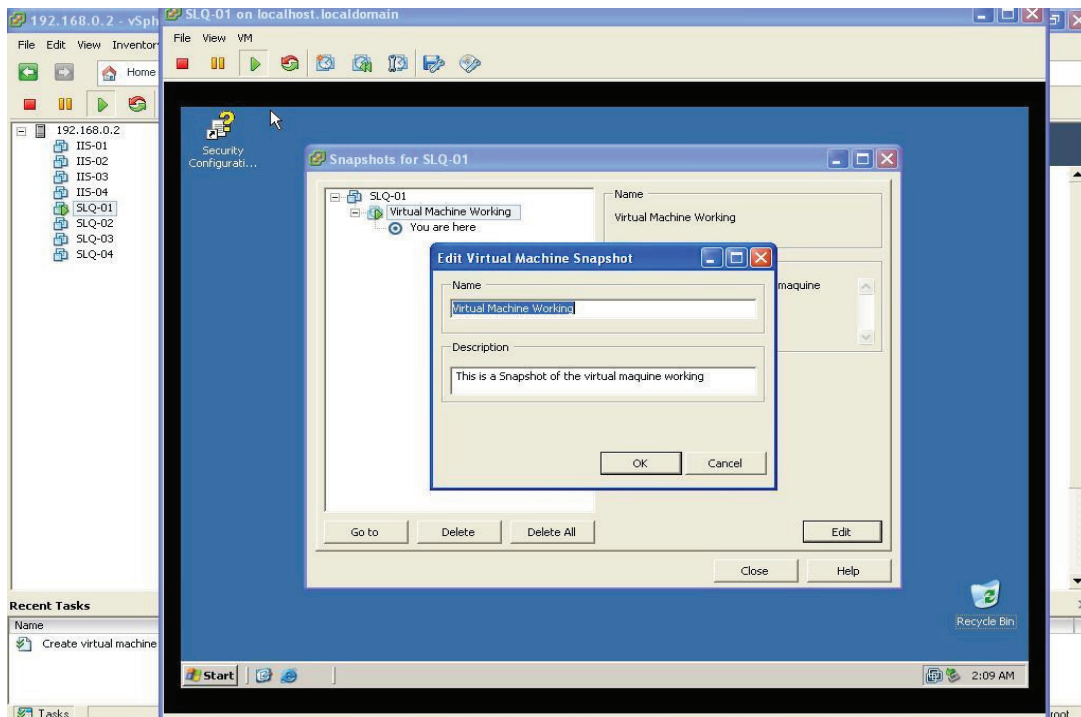 192.168.0.2 - vSph
SLQ-01 on localhost.localdomain
File Edit View Inventor
File View VM
Home
192.168.0.2
IIS-01
IIS-02
IIS-03
IIS-04
SLQ-01
SLQ-02
SLQ-03
SLQ-04
Security
Configurati...
Snapshots for SLQ-01
SLQ-01
Virtual Machine Working
You are here
Name
Virtual Machine Working
maquine
Edit Virtual Machine Snapshot
Name
Virtual Machine Working
Description
This is a Snapshot of the virtual maquine working
OK Cancel
Go to Delete Delete All Edit
Close Help
Recycle Bin
Recent Tasks
Name
Create virtual machine
Start 2:09 AM
Tasks root